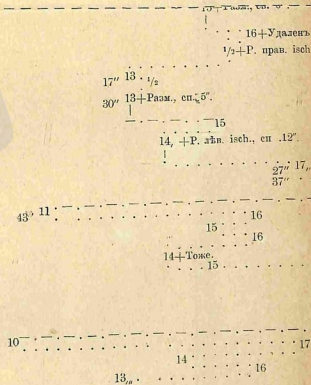 16+Удаленъ
1/2+Р. прав. isch
17″ 13 · 1/2
30″ 13+Разм., сп. 5″.
15
14, +Р. лѣв. isch., сп .12″.
27″ 17„
37″
43° 11
16
15
16
14+Тоже.
15
10
17
14
16
13„